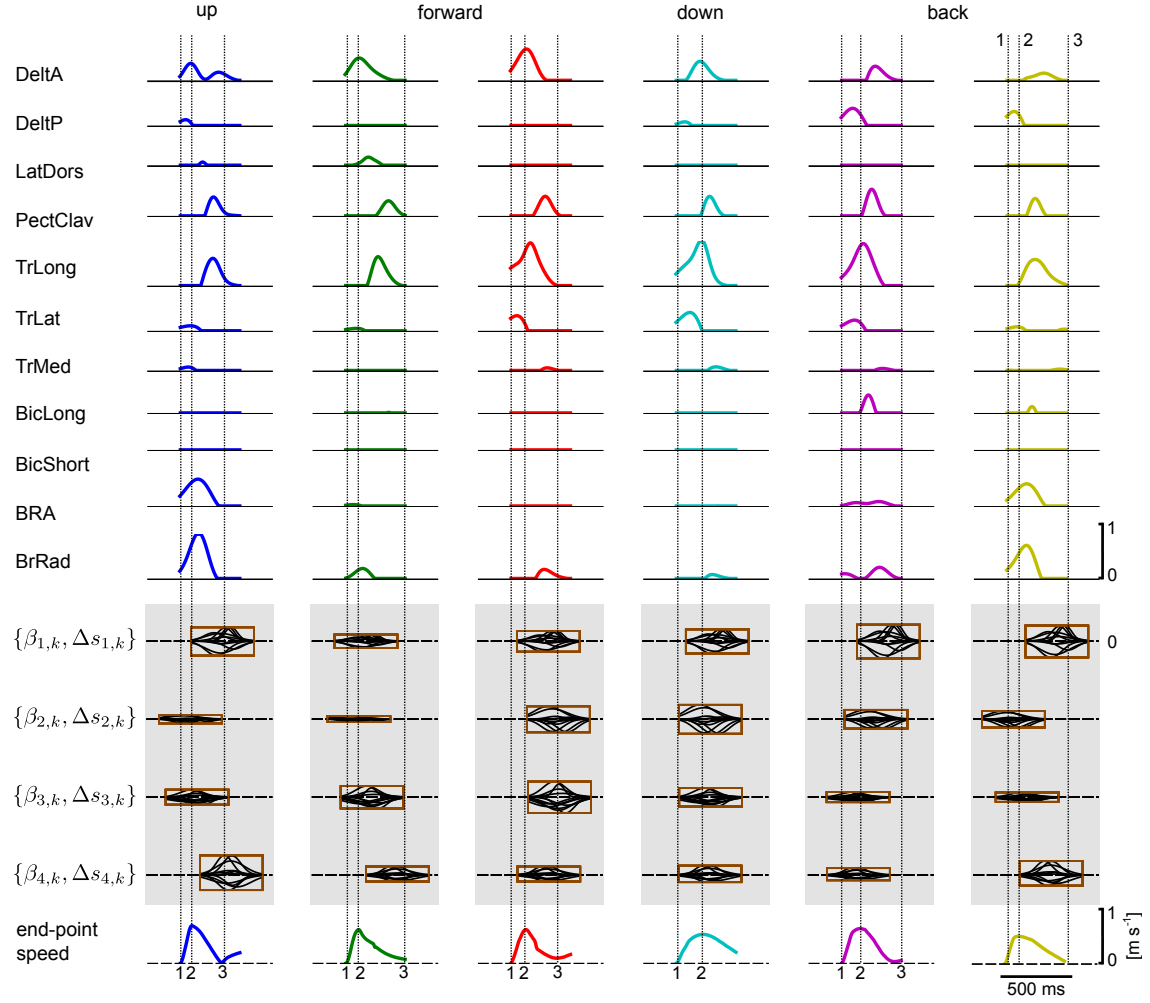 up forward down back
1 2 3
DeltA
DeltP
LatDors
PectClav
TrLong
TrLat
TrMed
BicLong
BicShort
BRA
BrRad
1
0
{β1,k, Δs1,k}
0
{β2,k, Δs2,k}
{β3,k, Δs3,k}
{β4,k, Δs4,k}
end-point
speed
1
0
[m s-1]
1 2 3 1 2 3 1 2 3 1 2 1 2 3
500 ms